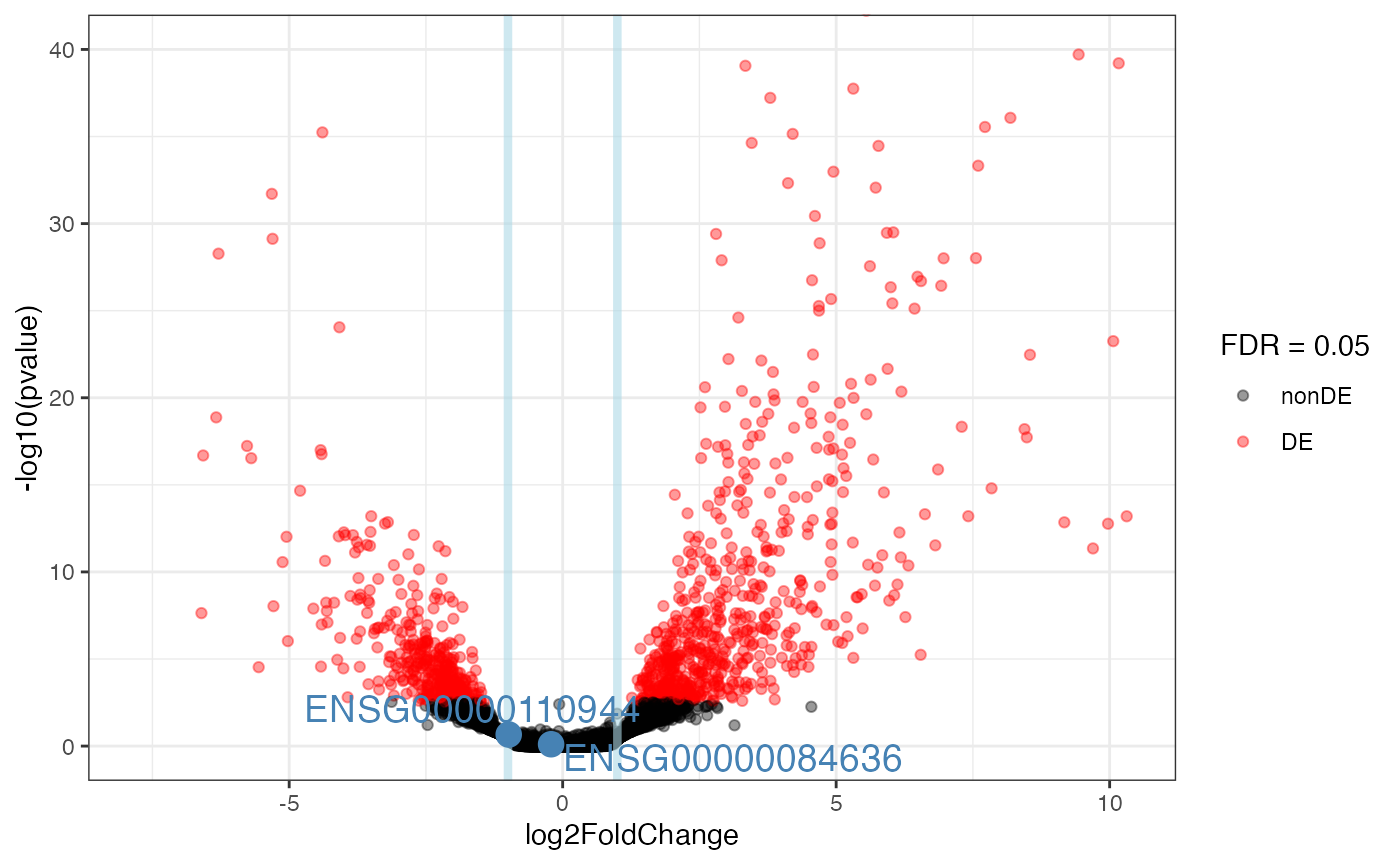 40
30
20
10
0
-log10(pvalue)
ENSG00000110944
ENSG00000084636
-5
0
5
10
log2FoldChange
FDR = 0.05
nonDE
DE